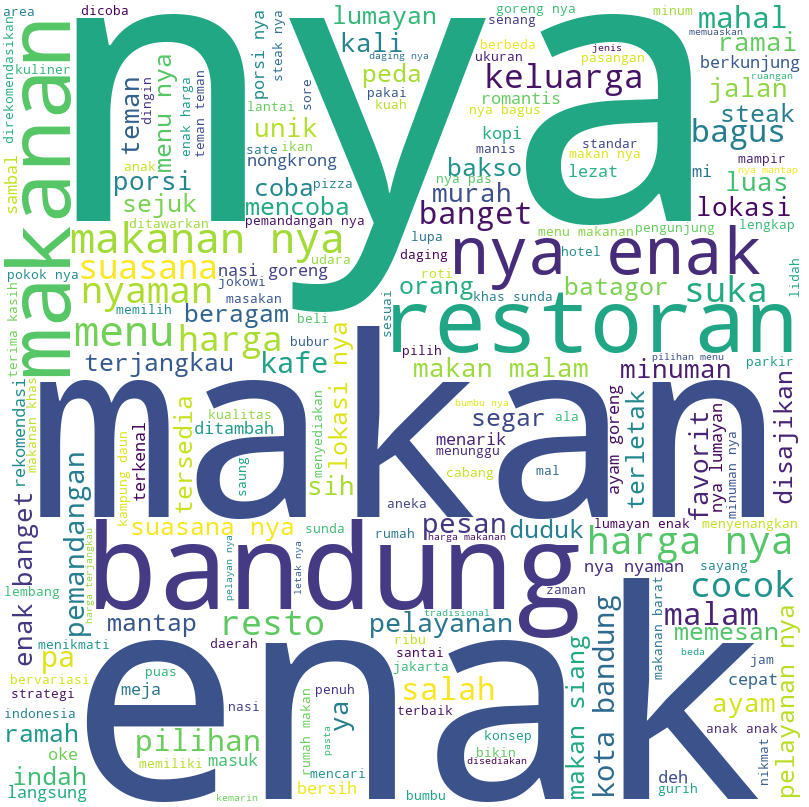 nya
makan
enak
bandung
restoran
makanan
nya enak
makanan nya
menu
harga
harga nya
nyaman
suasana
suasana nya
keluarga
bagus
mahal
ramai
berkunjung
jalan
steak
mampir
mi
luas
lokasi
lengkap
suka
lidah
batagor
hotel
pengunjung
menu makanan
lumayan
kali
daging nya
peda
pakai
kuah
goreng nya
senang
minum
memuaskan
berbeda
jenis
ukuran
pasangan
ruangan
romantis
nya bagus
kopi
standar
manis
makan nya
nya mantap
bakso
lezat
murah
nya pas
banget
lupa
daging
roti
orang
khas sunda
sesuai
area
dicoba
direkomendasikan
kuliner
sambal
teman
dingin
menu nya
enak harga
teman teman
porsi nya
steak nya
lantai
sore
unik
anak
sate
ikan
nongkrong
porsi
coba
pizza
sejuk
mencoba
ditawarkan
pemandangan nya
nasi goreng
udara
pokok nya
jokowi
memilih
masakan
beragam
beli
terima kasih
terjangkau
kafe
bubur
pilih
makan malam
minuman
pilihan menu
parkir
rekomendasi
makanan khas
pemandangan
kampung daun
terkenal
tersedia
kualitas
ditambah
saung
menyediakan
lokasi nya
sih
bumbu nya
segar
ala
menarik
menunggu
cabang
mal
aneka
ayam goreng
terletak
favorit
nya lumayan
minuman nya
disajikan
enak banget
sunda
rumah
pesan
harga makanan
duduk
lumayan enak
menyenangkan
lembang
harga terjangkau
pelayan nya
letak nya
zaman
nya nyaman
sayang
makanan barat
cocok
mantap
resto
pelayanan
tradisional
malam
memesan
menikmati
pa
daerah
ribu
santai
jakarta
beda
jam
pelayanan nya
bervariasi
puas
strategi
meja
penuh
salah
makan siang
kota bandung
cepat
ayam
indonesia
nasi
ya
terbaik
anak anak
ramah
pilihan
rumah makan
pasta
konsep
nikmat
oke
masuk
bikin
disediakan
deh
indah
memiliki
mencari
gurih
langsung
bersih
bumbu
kemarin